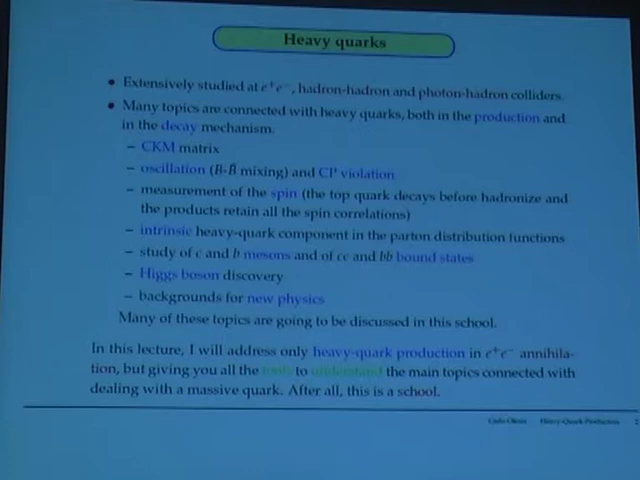 Heavy quarks
• Extensively studied at e⁺e⁻, hadron-hadron and photon-hadron colliders.
• Many topics are connected with heavy quarks, both in the production and
in the decay mechanism.
– CKM matrix
– oscillation (B-B̄ mixing) and CP violation
– measurement of the spin (the top quark decays before hadronize and
the products retain all the spin correlations)
– intrinsic heavy-quark component in the parton distribution functions
– study of c and b mesons and of cc and bb bound states
– Higgs boson discovery
– backgrounds for new physics
Many of these topics are going to be discussed in this school.
In this lecture, I will address only heavy-quark production in e⁺e⁻ annihila-
tion, but giving you all the tools to understand the main topics connected with
dealing with a massive quark. After all, this is a school.
Carlo Oleari Heavy-Quark Production 2